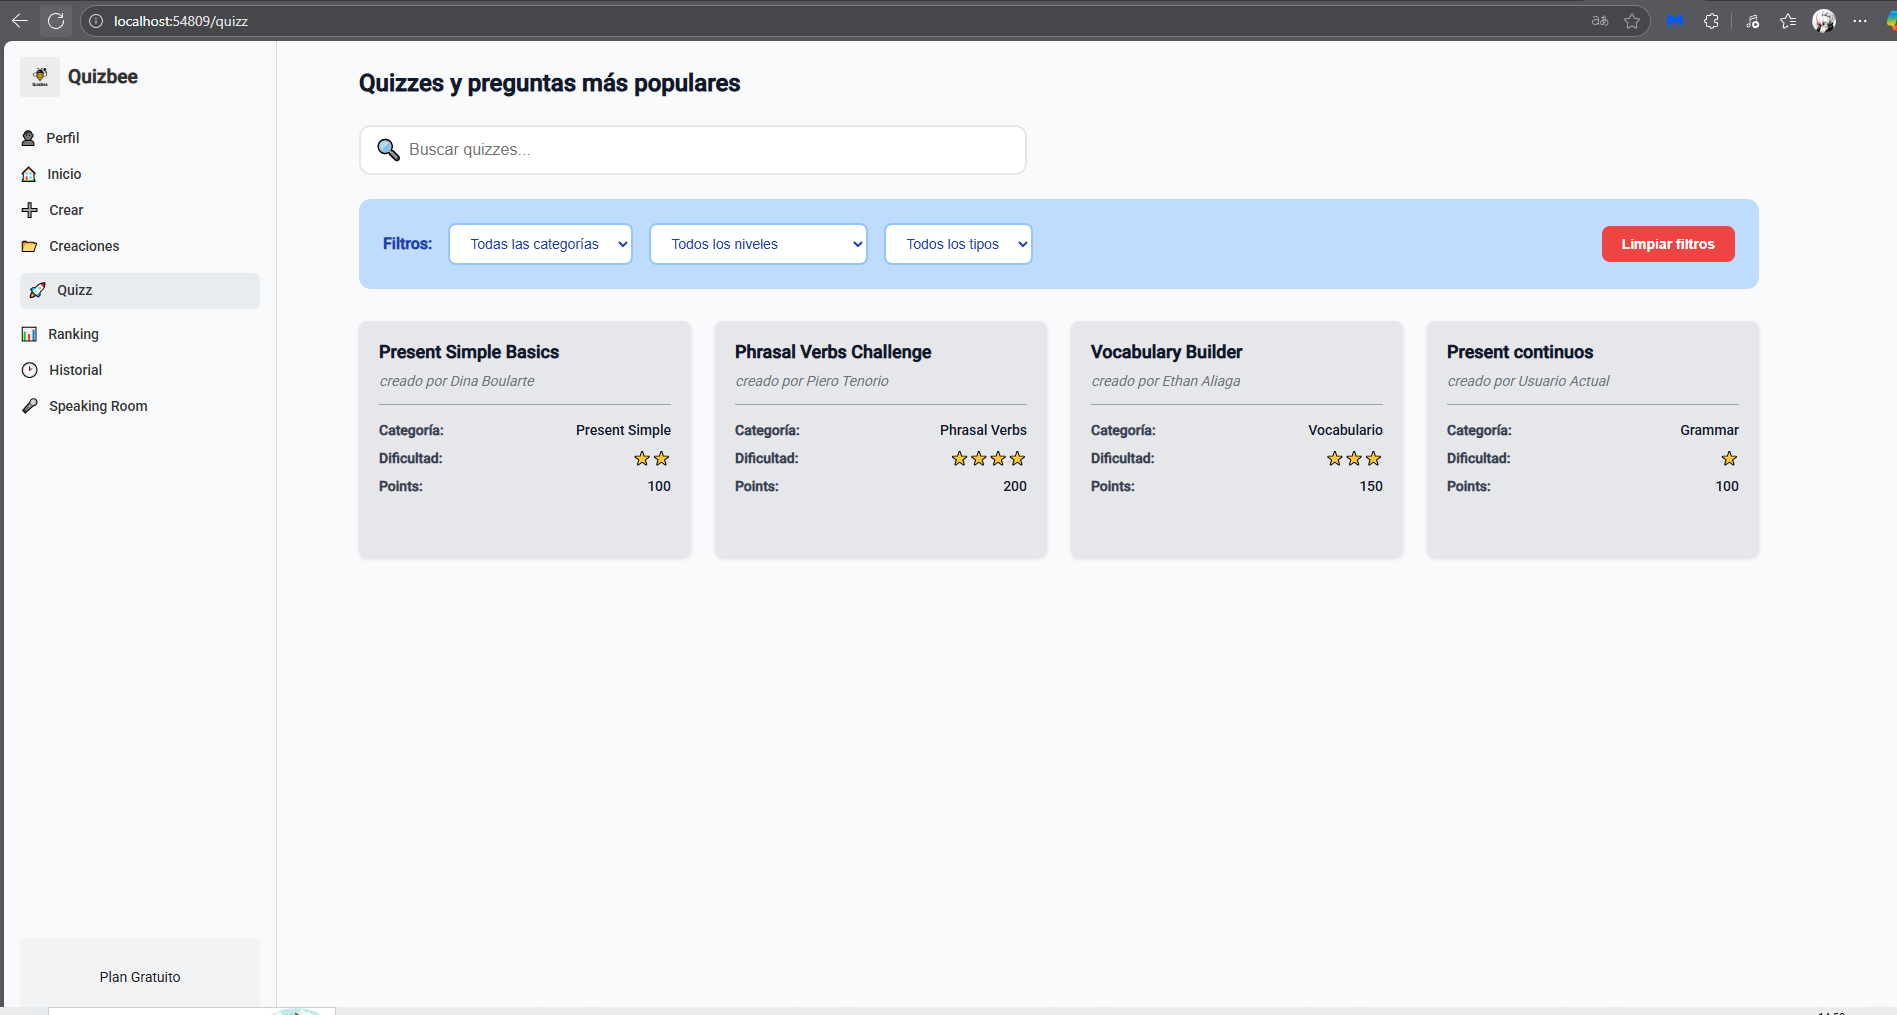 localhost:54809/quizz
Quizbee
Perfil
Inicio
Crear
Creaciones
Quizz
Ranking
Historial
Speaking Room
Plan Gratuito
Quizzes y preguntas más populares
Buscar quizzes...
Filtros: Todas las categorías Todos los niveles Todos los tipos Limpiar filtros
Present Simple Basics
creado por Dina Boularte
Categoría: Present Simple
Dificultad:
Points: 100
Phrasal Verbs Challenge
creado por Piero Tenorio
Categoría: Phrasal Verbs
Dificultad:
Points: 200
Vocabulary Builder
creado por Ethan Aliaga
Categoría: Vocabulario
Dificultad:
Points: 150
Present continuos
creado por Usuario Actual
Categoría: Grammar
Dificultad:
Points: 100